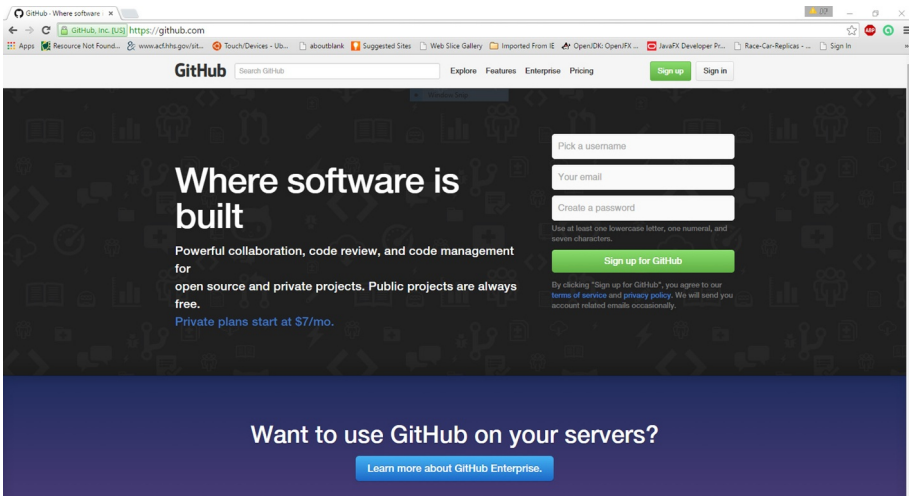 GitHub · Where software ·
GitHub, Inc. [US] https://github.com
Apps Resource Not Found... www.acf.hhs.gov/sit... Touch/Devices - Ub... aboutblank Suggested Sites Web Slice Gallery Imported From IE OpenJDK: OpenJFX ... JavaFX Developer Pr... Race-Car-Replicas - ... Sign In
GitHub Search GitHub Explore Features Enterprise Pricing Sign up Sign in
Where software is
built
Powerful collaboration, code review, and code management
for
open source and private projects. Public projects are always
free.
Private plans start at $7/mo.
Pick a username
Your email
Create a password
Use at least one lowercase letter, one numeral, and
seven characters.
Sign up for GitHub
By clicking "Sign up for GitHub", you agree to our
terms of service and privacy policy. We will send you
account related emails occasionally.
Want to use GitHub on your servers?
Learn more about GitHub Enterprise.